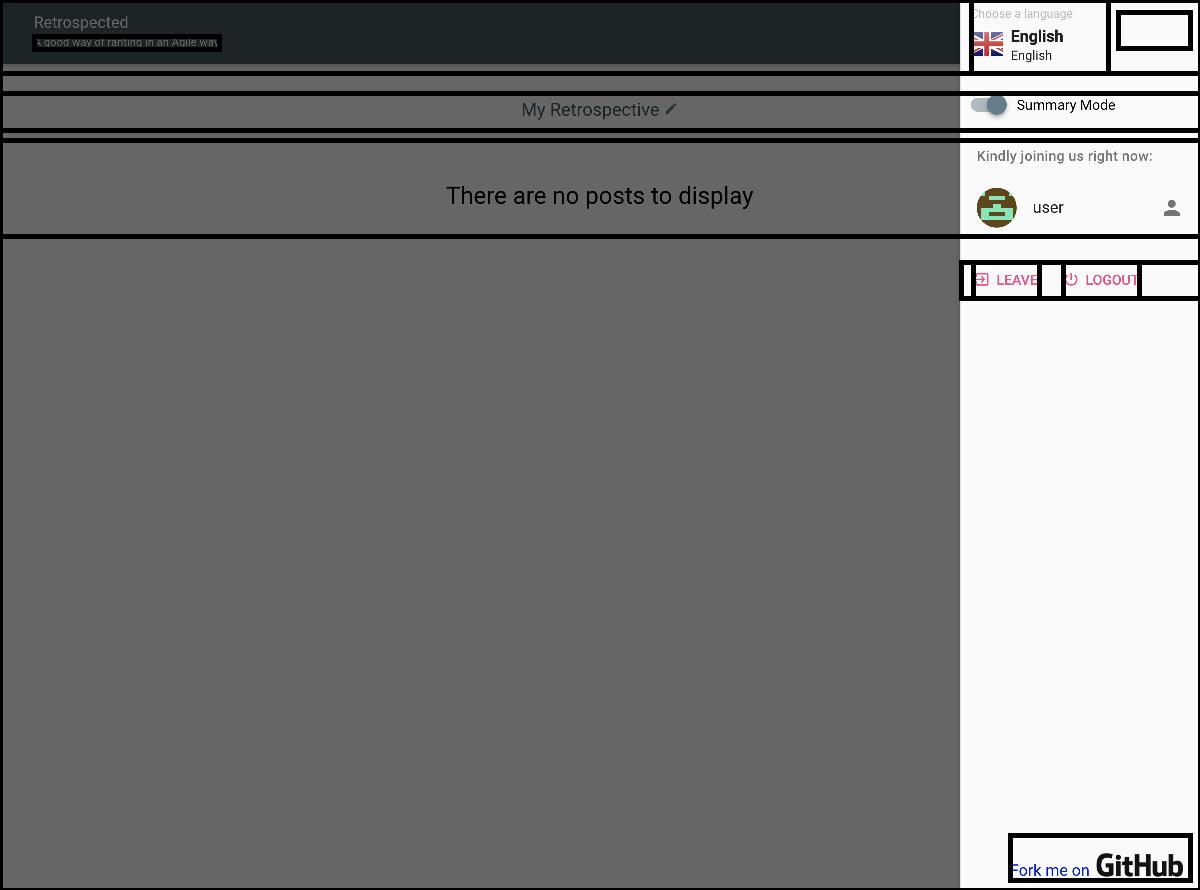 Retrospected
A good way of ranting in an Agile way
Choose a language
English
English
My Retrospective
Summary Mode
Kindly joining us right now:
There are no posts to display
user
LEAVE
LOGOUT
Fork me on GitHub